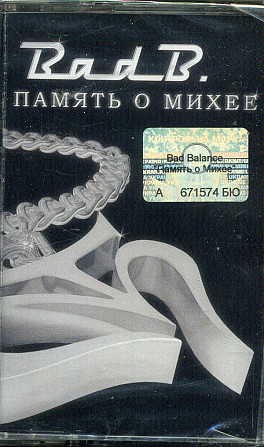 Bad B.
ПАМЯТЬ О МИХЕЕ
Bad Balance
Память о Михее
А 671574 БЮ